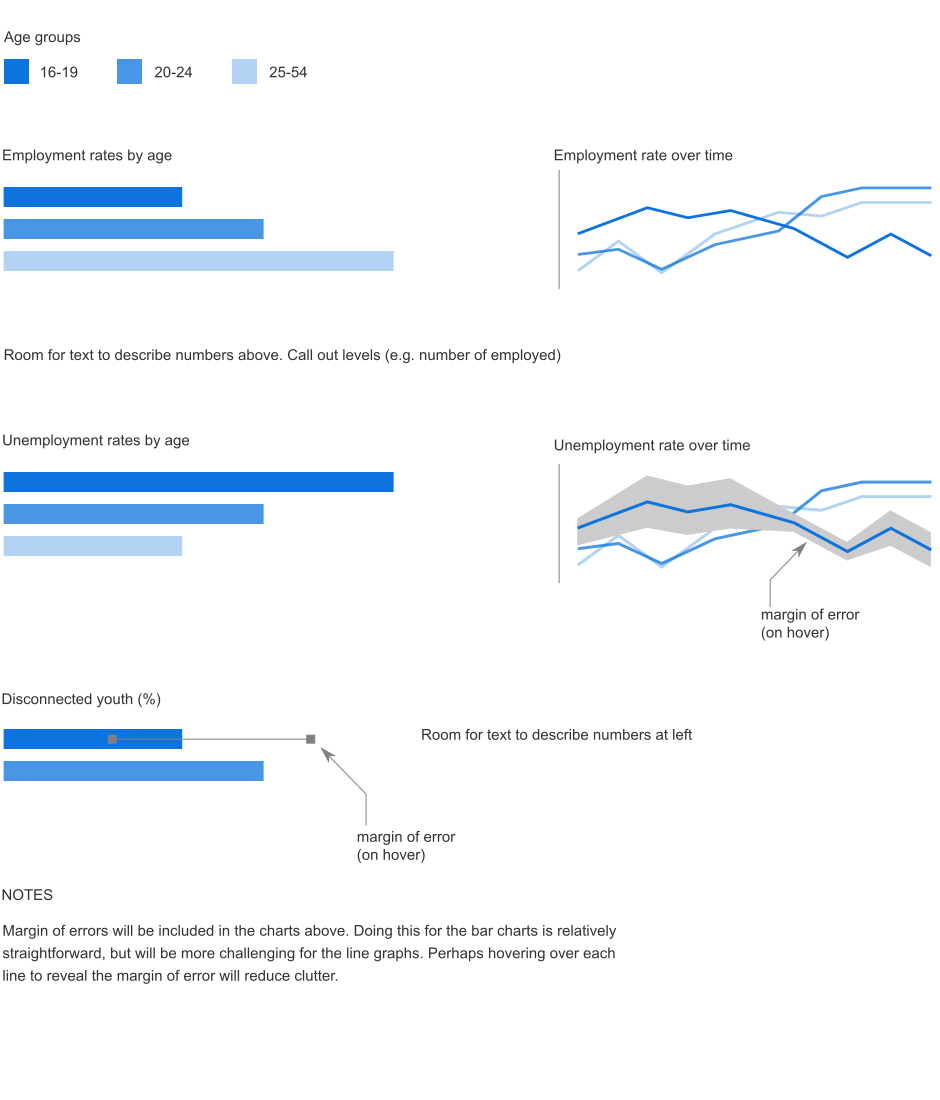 Age groups
16-19
20-24
25-54
Employment rates by age
Employment rate over time
Room for text to describe numbers above. Call out levels (e.g. number of employed)
Unemployment rates by age
Unemployment rate over time
margin of error
(on hover)
Disconnected youth (%)
Room for text to describe numbers at left
margin of error
(on hover)
NOTES
Margin of errors will be included in the charts above. Doing this for the bar charts is relatively
straightforward, but will be more challenging for the line graphs. Perhaps hovering over each
line to reveal the margin of error will reduce clutter.